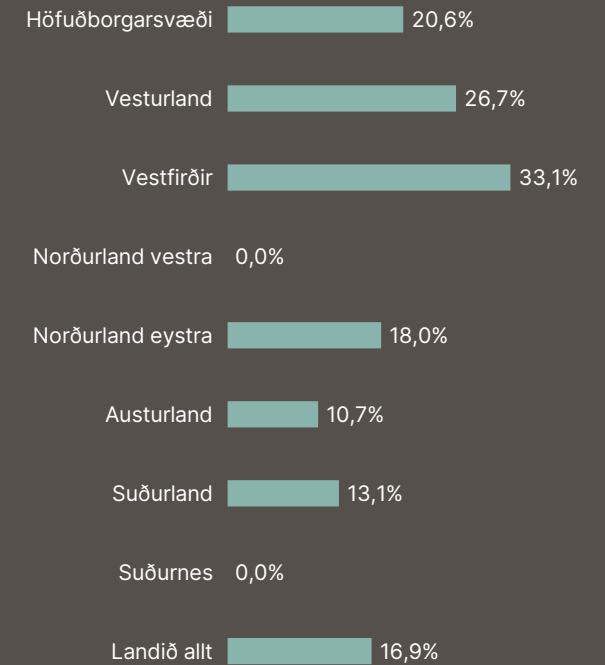 Höfuðborgarsvæði 20,6%
Vesturland 26,7%
Vestfirðir 33,1%
Norðurland vestra 0,0%
Norðurland eystra 18,0%
Austurland 10,7%
Suðurland 13,1%
Suðurnes 0,0%
Landið allt 16,9%